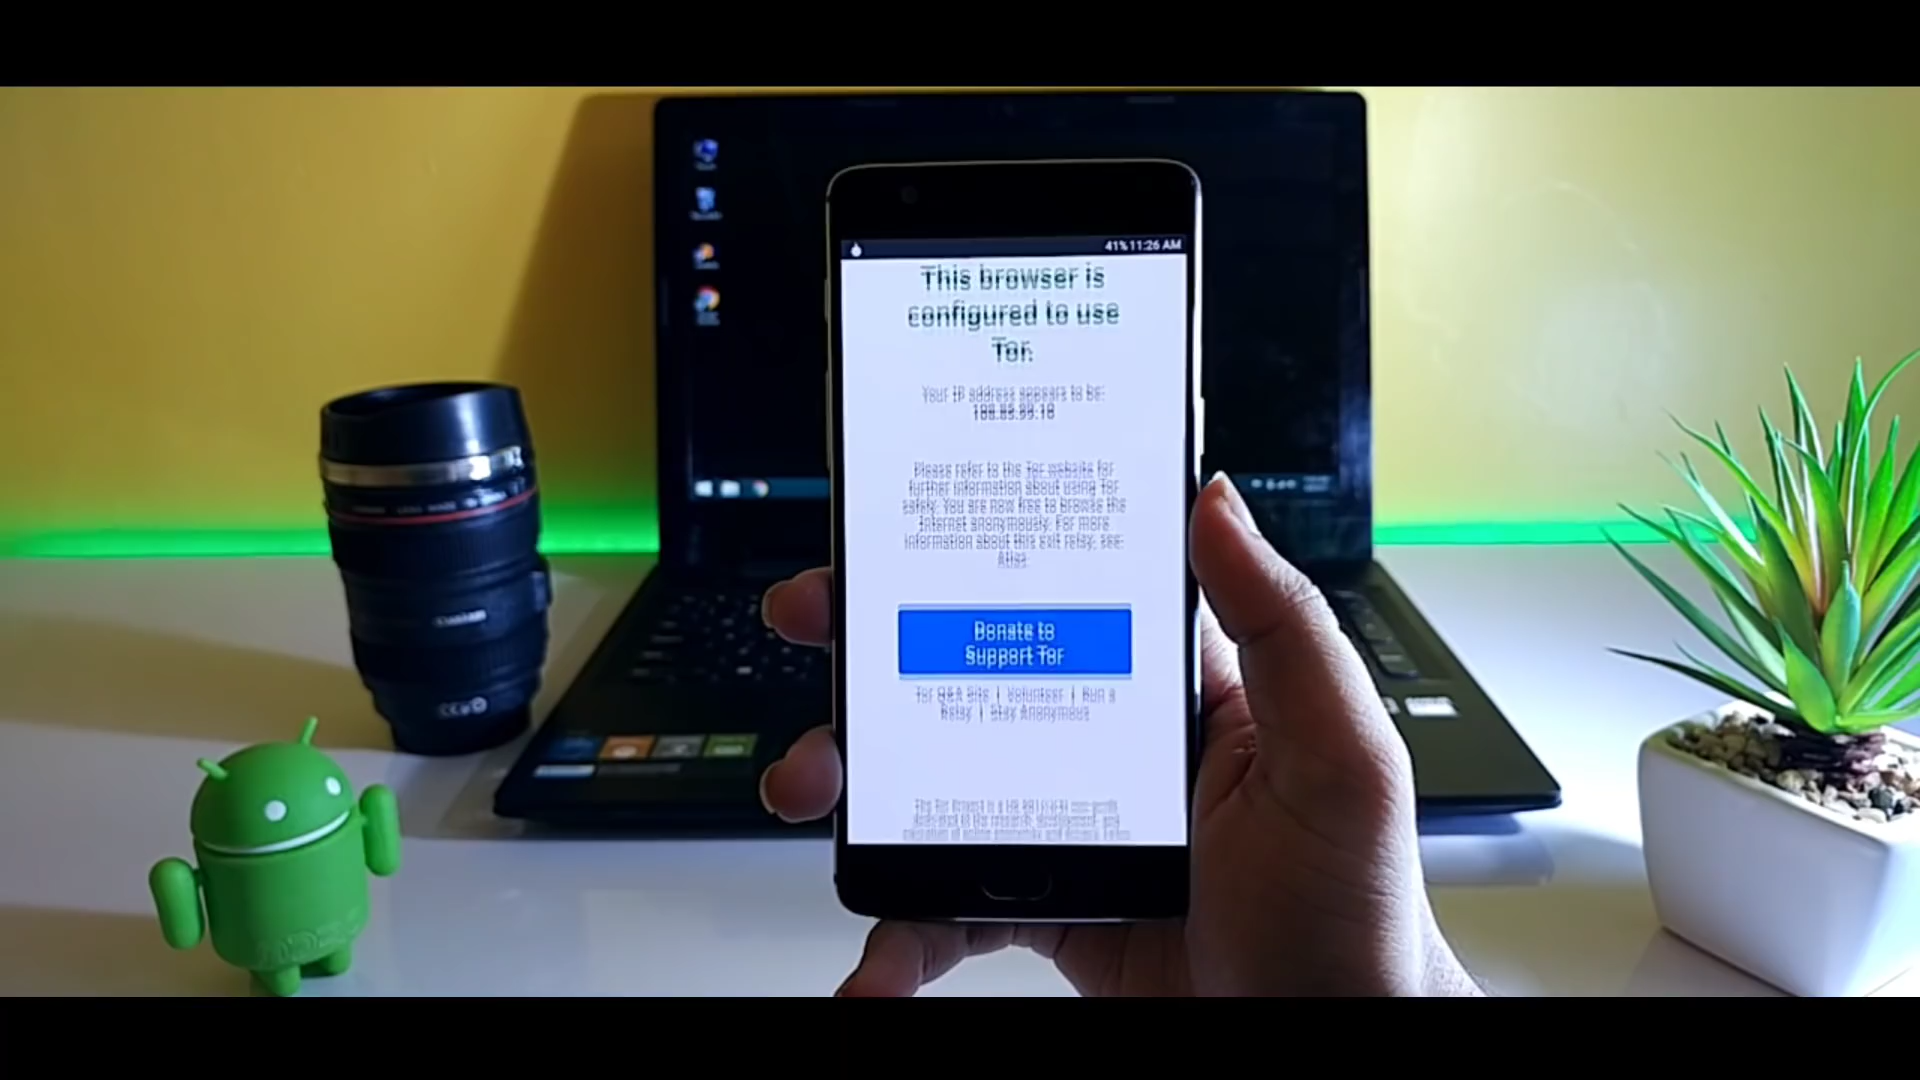 41% 11:26 AM
This browser is
configured to use
Tor.
Your IP address appears to be:
Please refer to the Tor website for
further information about using Tor
safely. You are now free to browse the
Internet anonymously. For more
information about this exit relay, see:
Atlas.
Donate to
Support Tor
Tor Q&A Site | Volunteer | Run a
Relay | Stay Anonymous